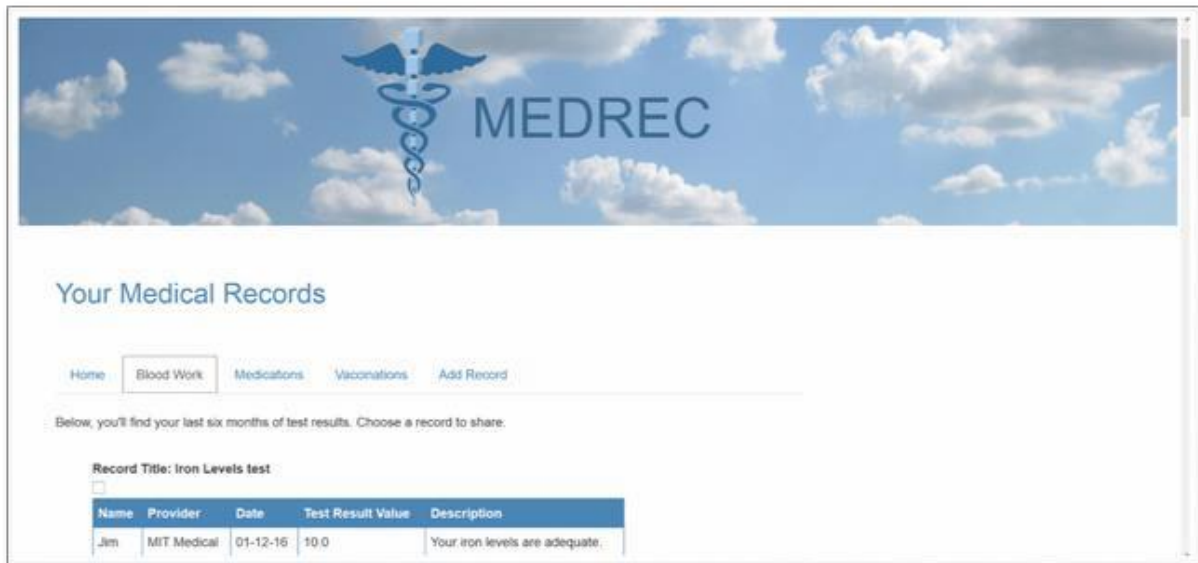 MEDREC
Your Medical Records
Home Blood Work Medications Vacconations Add Record
Below, you'll find your last six months of test results. Choose a record to share.
Record Title: Iron Levels test
Name Provider Date Test Result Value Description
Jim MIT Medical 01-12-16 10.0 Your iron levels are adequate.